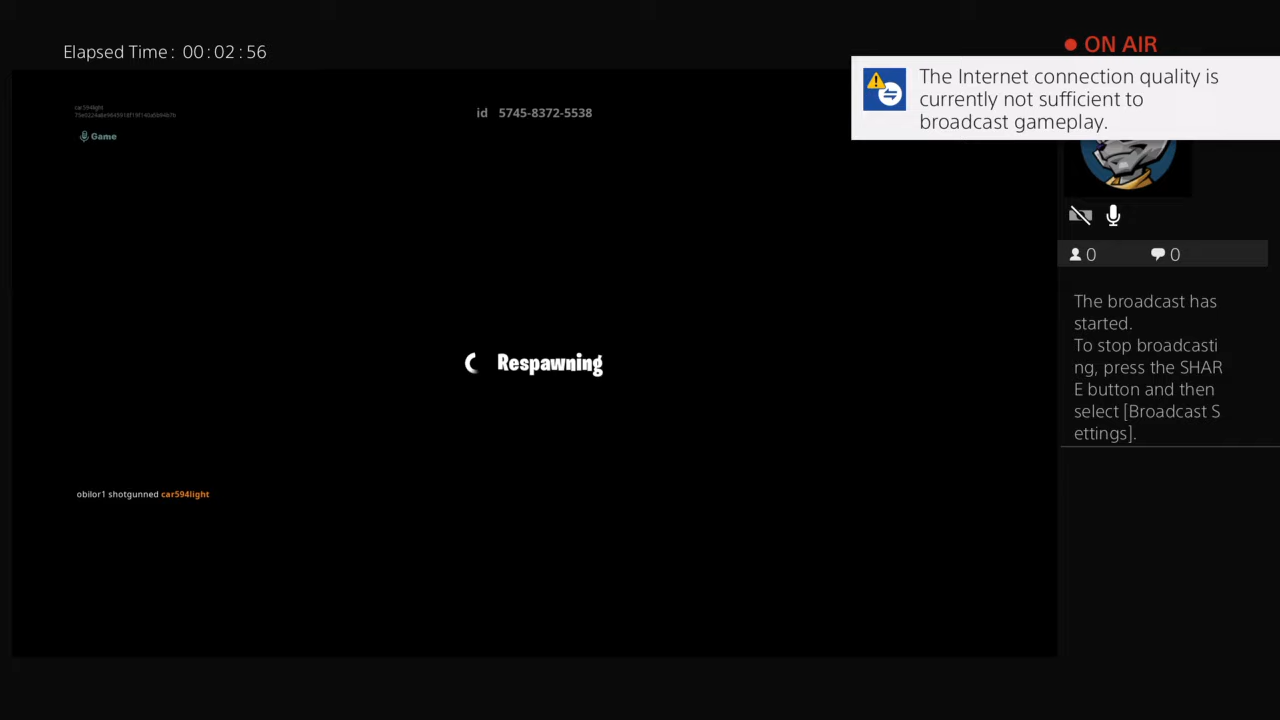 Elapsed Time: 00:02:56
ON AIR
The Internet connection quality is
currently not sufficient to
broadcast gameplay.
car594light
id 5745-8372-5538
Game
0 0
The broadcast has
started.
To stop broadcasti
ng, press the SHAR
E button and then
select [Broadcast S
ettings].
Respawning
obilor1 shotgunned car594light